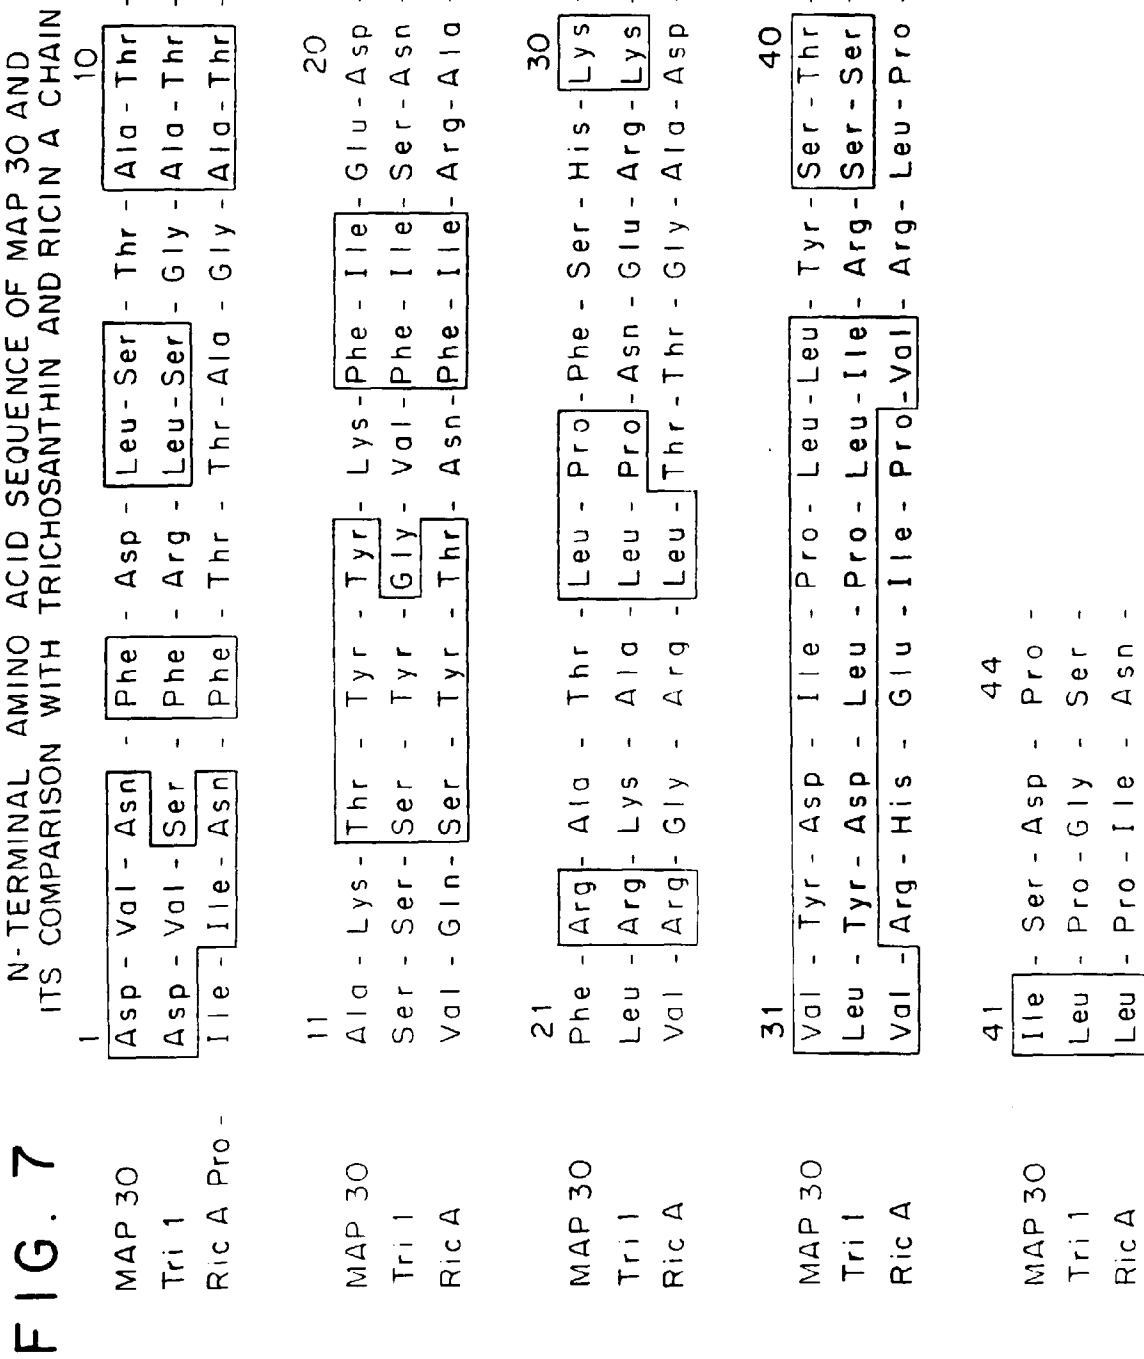 FIG. 7
N-TERMINAL AMINO ACID SEQUENCE OF MAP 30 AND
ITS COMPARISON WITH TRICHOSANTHIN AND RICIN A CHAIN
1 10
MAP 30 Asp - Val - Asn - Phe - Asp - Leu - Ser - Thr - Ala - Thr -
Tri 1 Asp - Val - Ser - Phe - Arg - Leu - Ser - Gly - Ala - Thr -
Ric A Pro - Ile - Ile - Asn - Phe - Thr - Thr - Ala - Gly - Ala - Thr -
11 20
MAP 30 Ala - Lys - Thr - Tyr - Tyr - Lys - Phe - Ile - Glu - Asp -
Tri 1 Ser - Ser - Ser - Tyr - Gly - Val - Phe - Ile - Ser - Asn -
Ric A Val - Gln - Ser - Tyr - Thr - Asn - Phe - Ile - Arg - Ala -
21 30
MAP 30 Phe - Arg - Ala - Thr - Leu - Pro - Phe - Ser - His - Lys -
Tri 1 Leu - Arg - Lys - Ala - Leu - Pro - Asn - Glu - Arg - Lys -
Ric A Val - Arg - Gly - Arg - Leu - Thr - Thr - Gly - Ala - Asp -
31 40
MAP 30 Val - Tyr - Asp - Ile - Pro - Leu - Leu - Tyr - Ser - Thr -
Tri 1 Leu - Tyr - Asp - Leu - Pro - Leu - Ile - Arg - Ser - Ser -
Ric A Val - Arg - His - Glu - Ile - Pro - Val - Arg - Leu - Pro -
41 44
MAP 30 Ile - Ser - Asp - Pro -
Tri 1 Leu - Pro - Gly - Ser -
Ric A Leu - Pro - Ile - Asn -